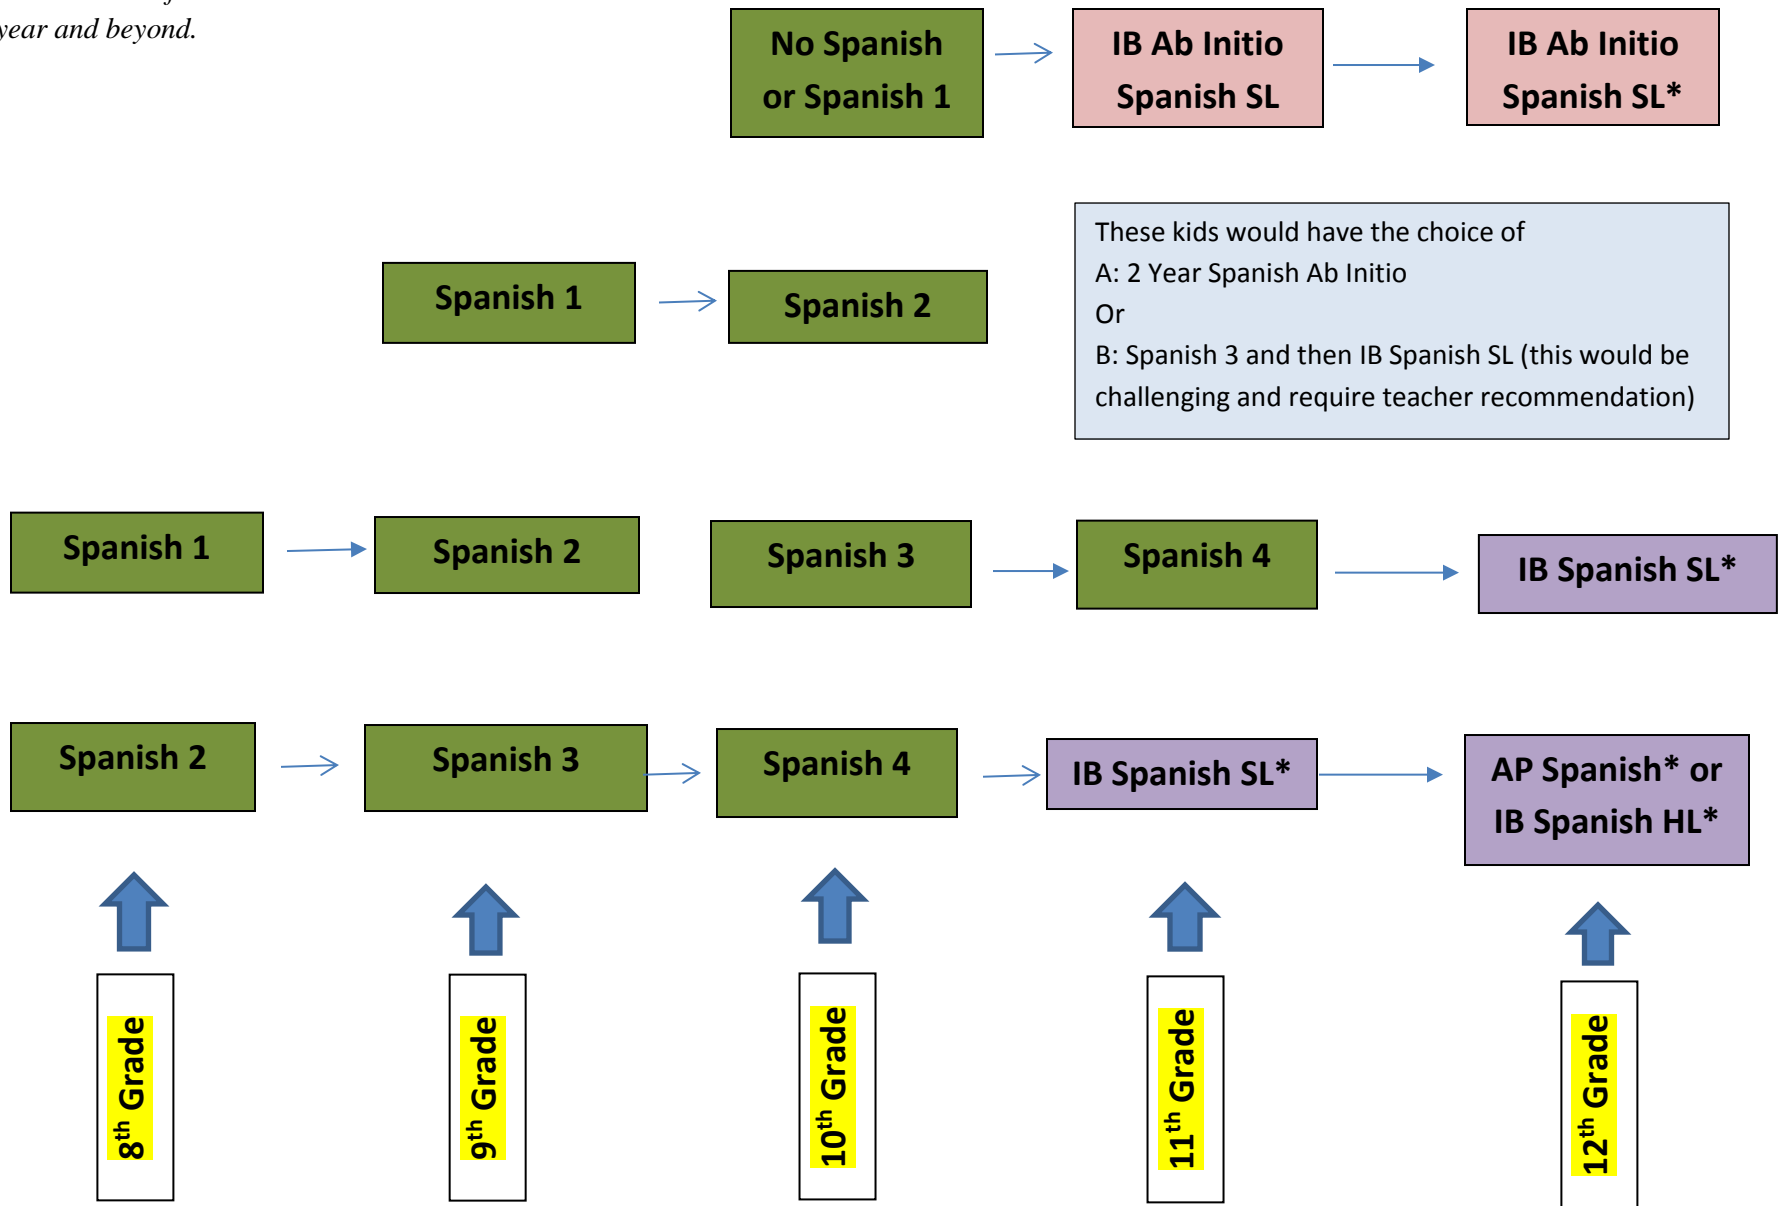 year and beyond.
No Spanish
or Spanish 1
IB Ab Initio
Spanish SL
IB Ab Initio
Spanish SL*
Spanish 1
Spanish 2
These kids would have the choice of
A: 2 Year Spanish Ab Initio
Or
B: Spanish 3 and then IB Spanish SL (this would be
challenging and require teacher recommendation)
Spanish 1
Spanish 2
Spanish 3
Spanish 4
IB Spanish SL*
Spanish 2
Spanish 3
Spanish 4
IB Spanish SL*
AP Spanish* or
IB Spanish HL*
8th Grade
9th Grade
10th Grade
11th Grade
12th Grade